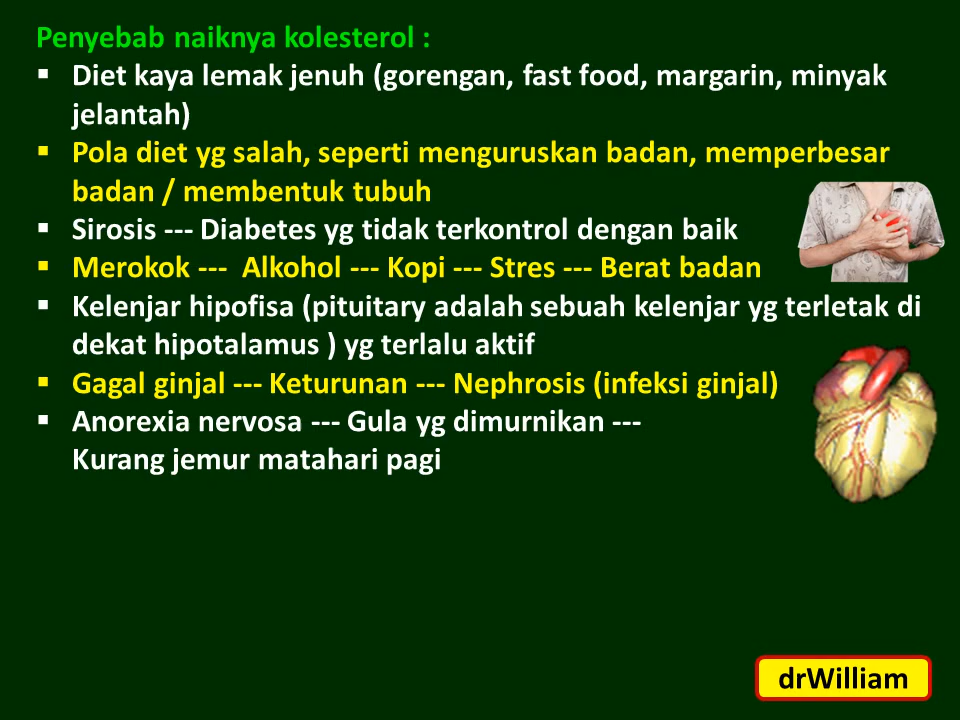 Penyebab naiknya kolesterol :
▪ Diet kaya lemak jenuh (gorengan, fast food, margarin, minyak
jelantah)
▪ Pola diet yg salah, seperti menguruskan badan, memperbesar
badan / membentuk tubuh
▪ Sirosis --- Diabetes yg tidak terkontrol dengan baik
▪ Merokok --- Alkohol --- Kopi --- Stres --- Berat badan
▪ Kelenjar hipofisa (pituitary adalah sebuah kelenjar yg terletak di
dekat hipotalamus ) yg terlalu aktif
▪ Gagal ginjal --- Keturunan --- Nephrosis (infeksi ginjal)
▪ Anorexia nervosa --- Gula yg dimurnikan ---
Kurang jemur matahari pagi
drWilliam